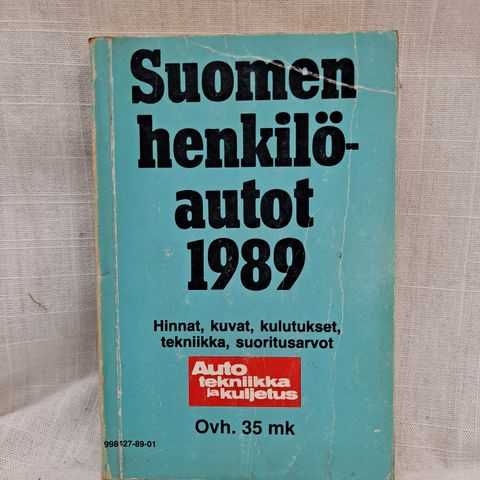 Suomen
henkilö-
autot
1989
Hinnat, kuvat, kulutukset,
tekniikka, suoritusarvot
Auto
tekniikka
ja kuljetus
Ovh. 35 mk
998127-89-01